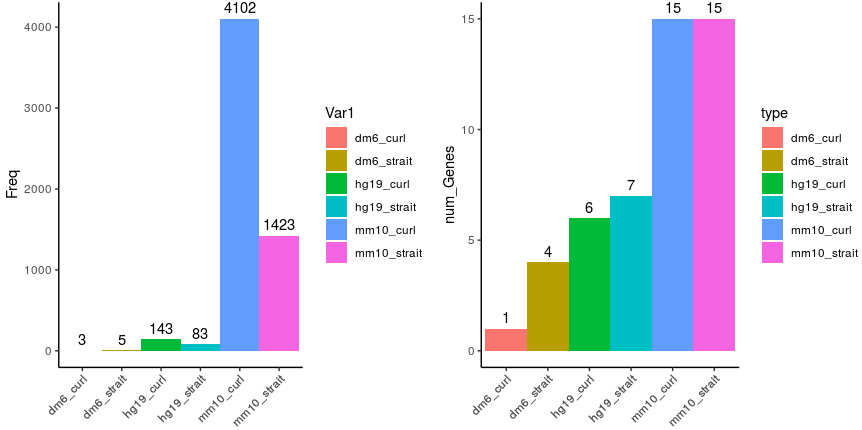 4102
4000
3000
2000
1423
1000
143
83
3
5
0
Freq
dm6_curl
dm6_strait
hg19_curl
hg19_strait
mm10_curl
mm10_strait
Var1
dm6_curl
dm6_strait
hg19_curl
hg19_strait
mm10_curl
mm10_strait
15
15
15
10
7
6
5
4
1
0
num_Genes
dm6_curl
dm6_strait
hg19_curl
hg19_strait
mm10_curl
mm10_strait
type
dm6_curl
dm6_strait
hg19_curl
hg19_strait
mm10_curl
mm10_strait